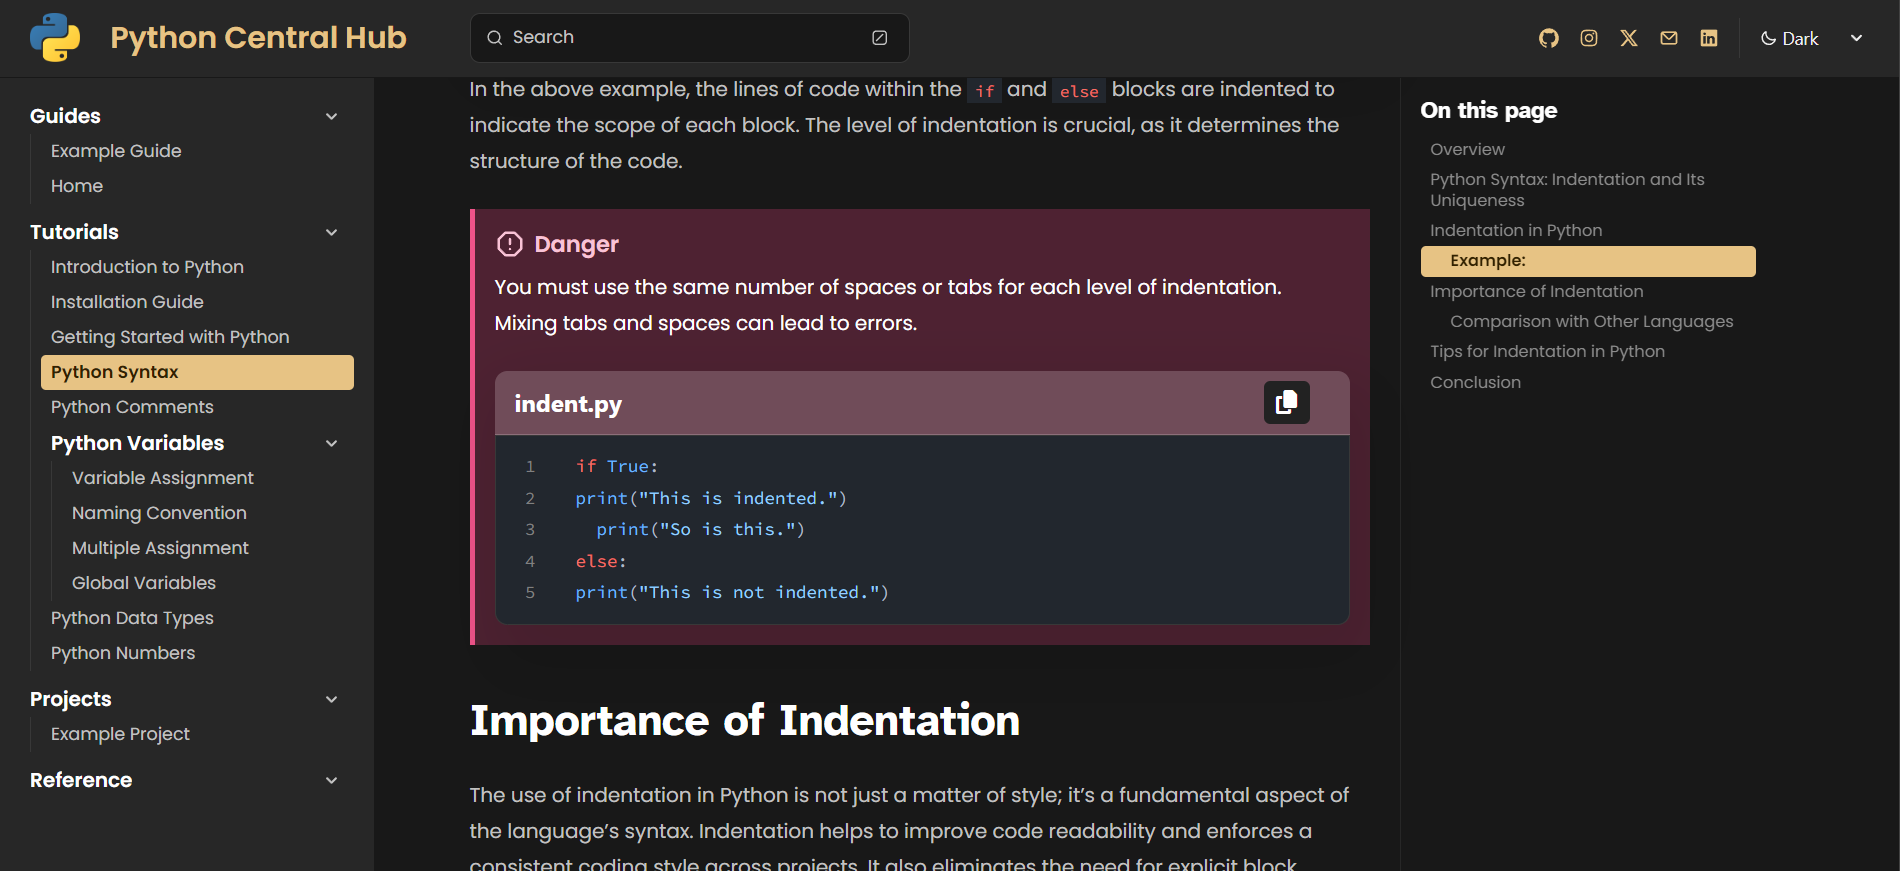 Python Central Hub
Search
Dark
Guides
Example Guide
Home
Tutorials
Introduction to Python
Installation Guide
Getting Started with Python
Python Syntax
Python Comments
Python Variables
Variable Assignment
Naming Convention
Multiple Assignment
Global Variables
Python Data Types
Python Numbers
Projects
Example Project
Reference
In the above example, the lines of code within the if and else blocks are indented to
indicate the scope of each block. The level of indentation is crucial, as it determines the
structure of the code.
Danger
You must use the same number of spaces or tabs for each level of indentation.
Mixing tabs and spaces can lead to errors.
indent.py
1 if True:
2 print("This is indented.")
3   print("So is this.")
4 else:
5 print("This is not indented.")
Importance of Indentation
The use of indentation in Python is not just a matter of style; it’s a fundamental aspect of
the language’s syntax. Indentation helps to improve code readability and enforces a
consistent coding style across projects. It also eliminates the need for explicit block
On this page
Overview
Python Syntax: Indentation and Its
Uniqueness
Indentation in Python
Example:
Importance of Indentation
Comparison with Other Languages
Tips for Indentation in Python
Conclusion